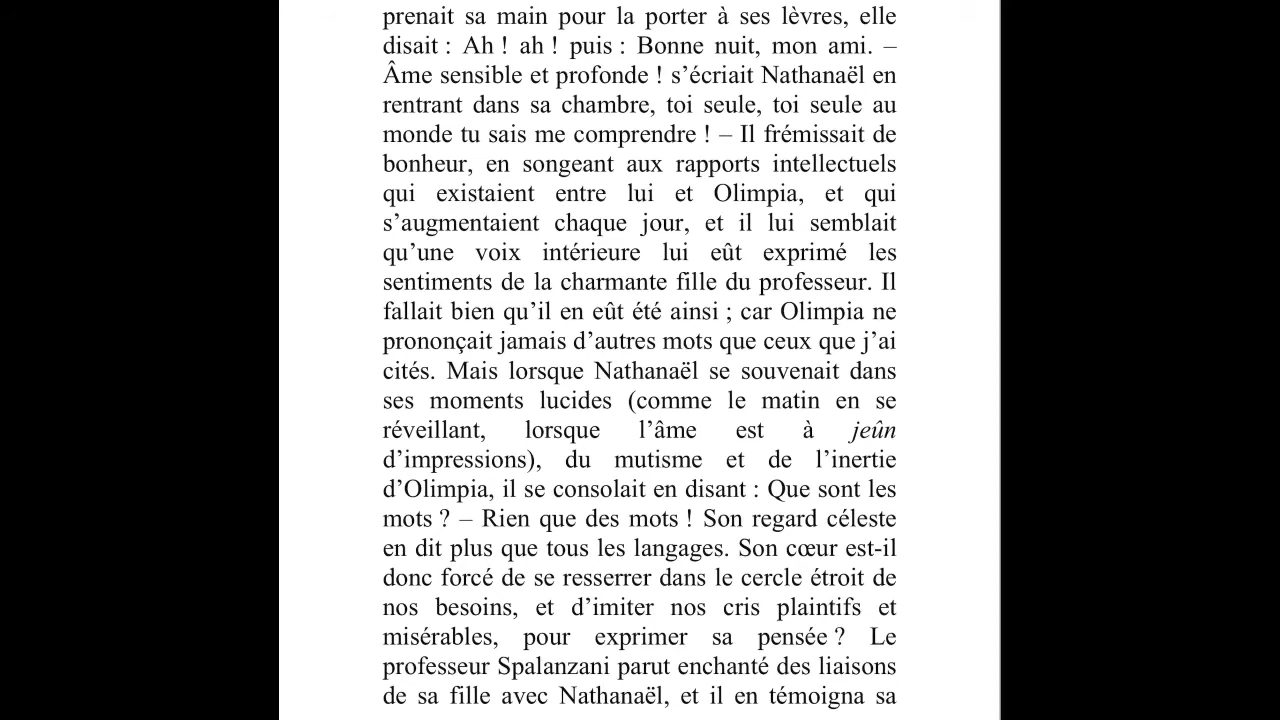 prenait sa main pour la porter à ses lèvres, elle
disait : Ah ! ah ! puis : Bonne nuit, mon ami. –
Âme sensible et profonde ! s’écriait Nathanaël en
rentrant dans sa chambre, toi seule, toi seule au
monde tu sais me comprendre ! – Il frémissait de
bonheur, en songeant aux rapports intellectuels
qui existaient entre lui et Olimpia, et qui
s’augmentaient chaque jour, et il lui semblait
qu’une voix intérieure lui eût exprimé les
sentiments de la charmante fille du professeur. Il
fallait bien qu’il en eût été ainsi ; car Olimpia ne
prononçait jamais d’autres mots que ceux que j’ai
cités. Mais lorsque Nathanaël se souvenait dans
ses moments lucides (comme le matin en se
réveillant, lorsque l’âme est à jeûn
d’impressions), du mutisme et de l’inertie
d’Olimpia, il se consolait en disant : Que sont les
mots ? – Rien que des mots ! Son regard céleste
en dit plus que tous les langages. Son cœur est-il
donc forcé de se resserrer dans le cercle étroit de
nos besoins, et d’imiter nos cris plaintifs et
misérables, pour exprimer sa pensée ? Le
professeur Spalanzani parut enchanté des liaisons
de sa fille avec Nathanaël, et il en témoigna sa